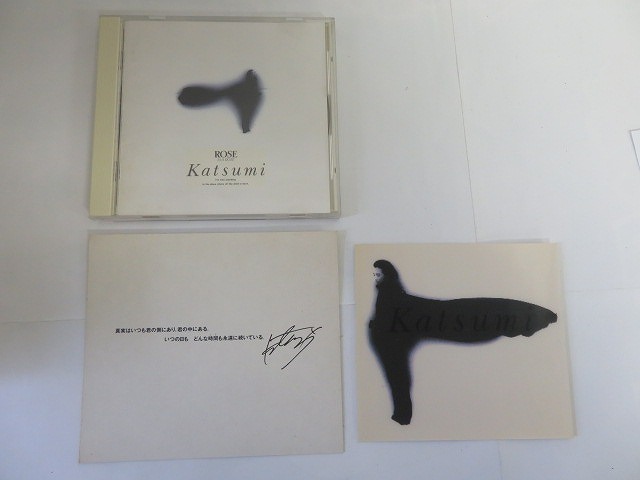 ROSE
Katsumi
真実はいつも君の側にあり、君の中にある。
いつの日も どんな時間も永遠に続いている。
Katsumi